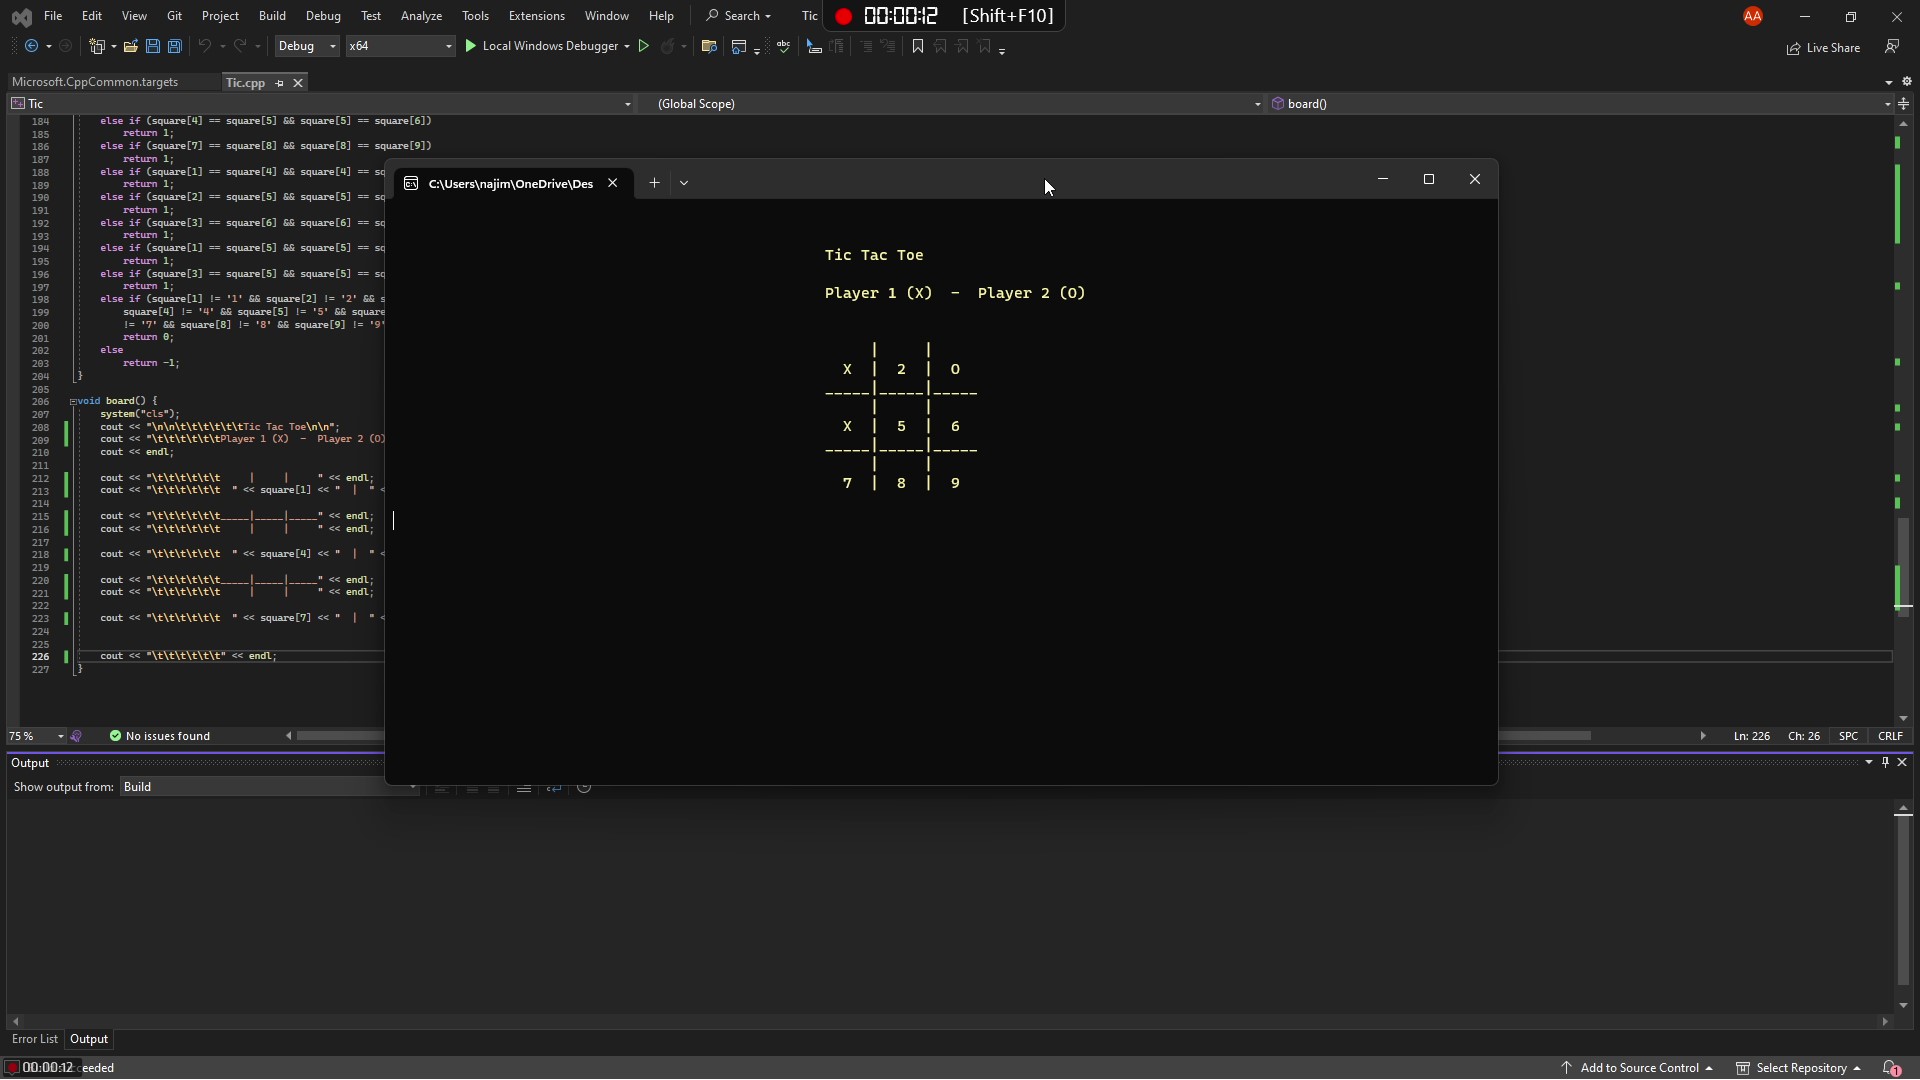 File Edit View Git Project Build Debug Test Analyze Tools Extensions Window Help Search Tic 00:00:12 [Shift+F10] AA
Debug x64 Local Windows Debugger abc Live Share
Microsoft.CppCommon.targets Tic.cpp
Tic (Global Scope) board()
184 else if (square[4] == square[5] && square[5] == square[6])
185 return 1;
186 else if (square[7] == square[8] && square[8] == square[9])
187 return 1;
188 else if (square[1] == square[4] && square[4] == sq
189 return 1;
190 else if (square[2] == square[5] && square[5] == sq
191 return 1;
192 else if (square[3] == square[6] && square[6] == sq
193 return 1;
194 else if (square[1] == square[5] && square[5] == sq
195 return 1;
196 else if (square[3] == square[5] && square[5] == sq
197 return 1;
198 else if (square[1] != '1' && square[2] != '2' && s
199 square[4] != '4' && square[5] != '5' && square
200 != '7' && square[8] != '8' && square[9] != '9'
201 return 0;
202 else
203 return -1;
204 }
205
206 void board() {
207 system("cls");
208 cout << "\n\n\t\t\t\t\t\tTic Tac Toe\n\n";
209 cout << "\t\t\t\t\t\tPlayer 1 (X)  -  Player 2 (O)
210 cout << endl;
211
212 cout << "\t\t\t\t\t\t     |     |     " << endl;
213 cout << "\t\t\t\t\t\t  " << square[1] << "  |  " <
214
215 cout << "\t\t\t\t\t\t_____|_____|_____" << endl;
216 cout << "\t\t\t\t\t\t     |     |     " << endl;
217
218 cout << "\t\t\t\t\t\t  " << square[4] << "  |  " <
219
220 cout << "\t\t\t\t\t\t_____|_____|_____" << endl;
221 cout << "\t\t\t\t\t\t     |     |     " << endl;
222
223 cout << "\t\t\t\t\t\t  " << square[7] << "  |  " <
224
225
226 cout << "\t\t\t\t\t\t" << endl;
227 }
C:\Users\najim\OneDrive\Des
Tic Tac Toe
Player 1 (X)  -  Player 2 (O)
     |     |
  X  |  2  |  O
_____|_____|_____
     |     |
  X  |  5  |  6
_____|_____|_____
     |     |
  7  |  8  |  9
75 % No issues found Ln: 226 Ch: 26 SPC CRLF
Output
Show output from: Build
Error List Output
00:00:12 eeded Add to Source Control Select Repository 1